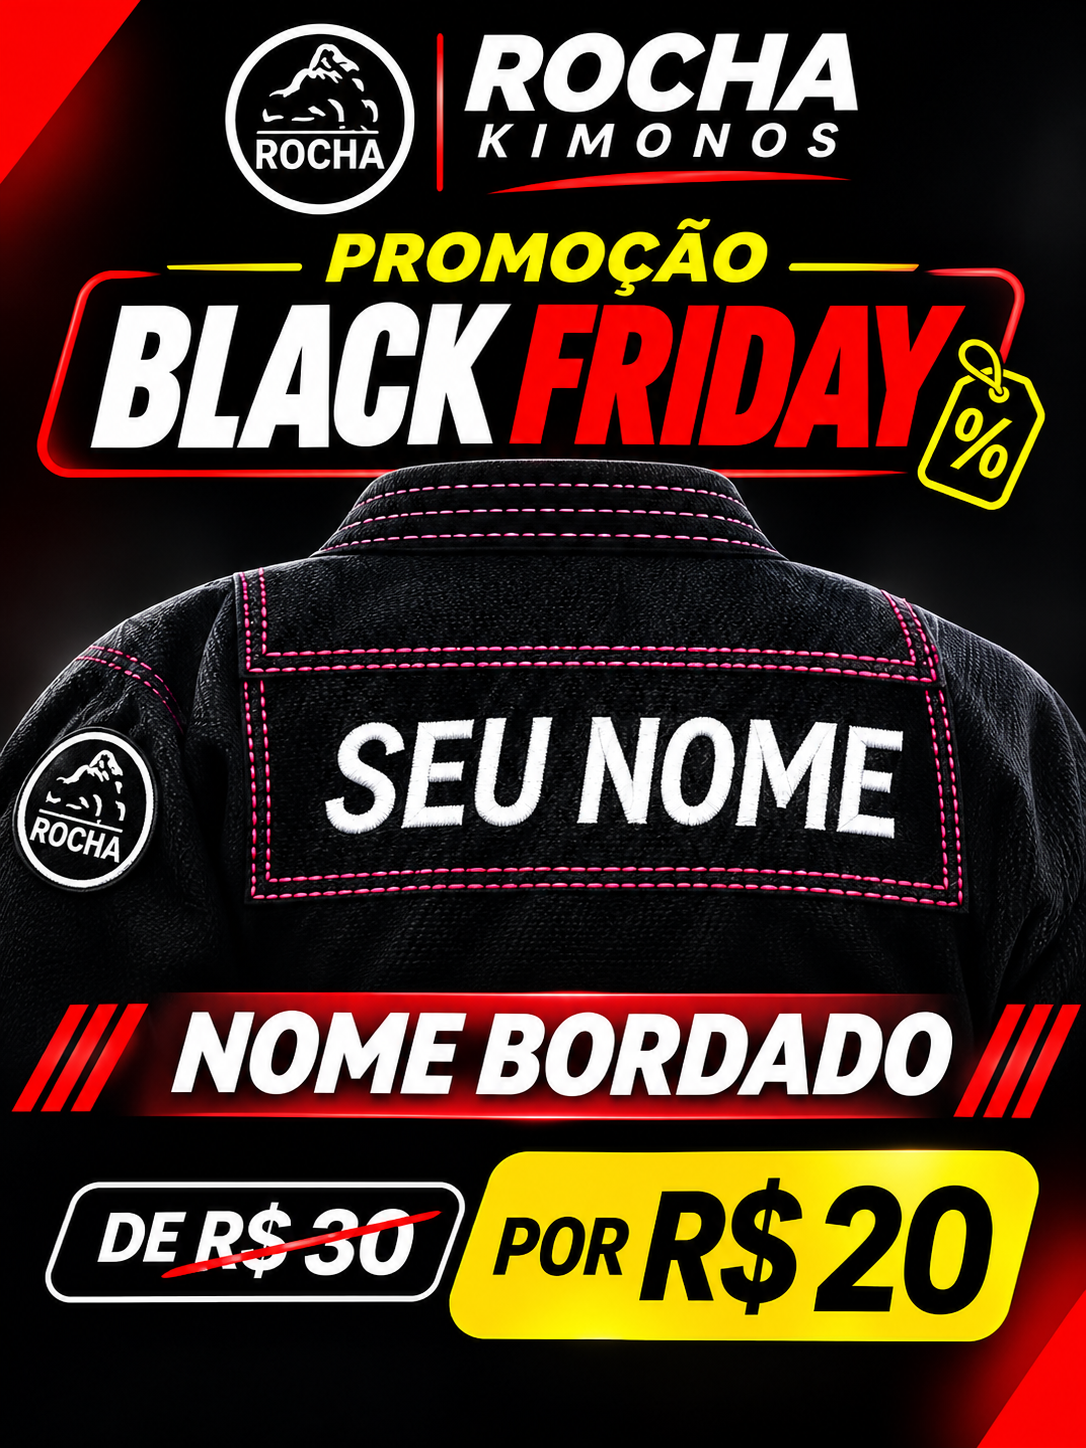 ROCHA
ROCHA
KIMONOS
PROMOÇÃO
BLACK FRIDAY
%
SEU NOME
ROCHA
NOME BORDADO
DE R$ 30
POR R$ 20